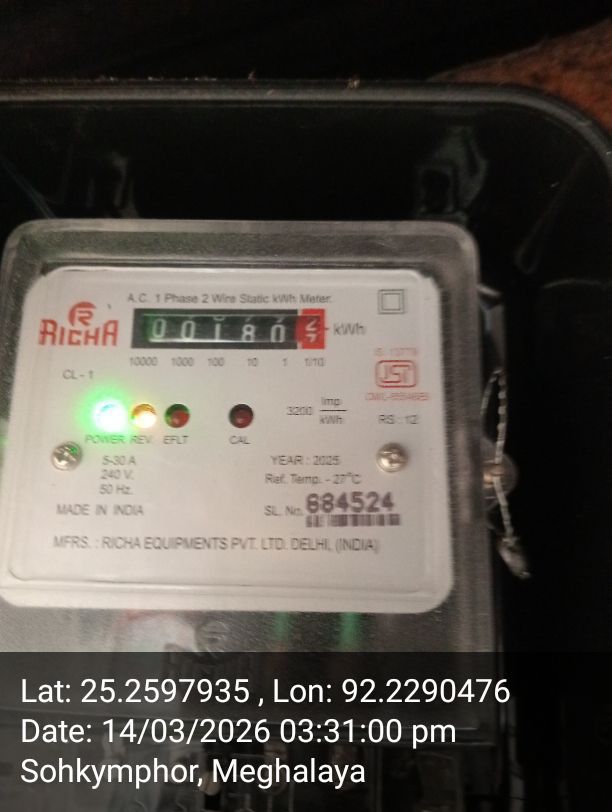 A.C. 1 Phase 2 Wire Static kWh Meter.
RICHA
00180 kWh
10000 1000 100 10 1 1/10
IS: 13779
CL - 1
3200 Imp/kWh
RS : 12
POWER REV. EFLT CAL
5-30 A
240 V.
50 Hz.
YEAR : 2025
Ref. Temp. - 27°C
MADE IN INDIA
SL. No. 684524
MFRS. : RICHA EQUIPMENTS PVT. LTD. DELHI, (INDIA)
Lat: 25.2597935 , Lon: 92.2290476
Date: 14/03/2026 03:31:00 pm
Sohkymphor, Meghalaya